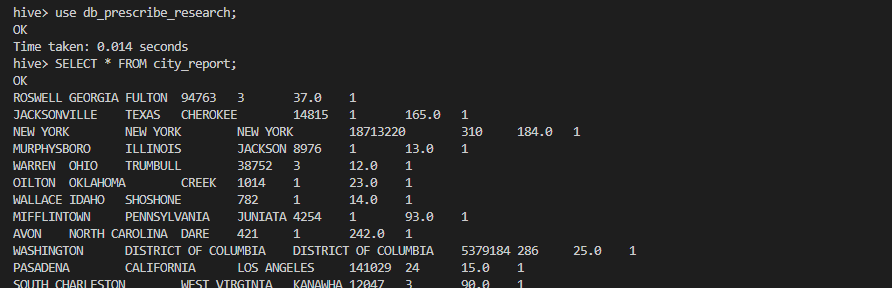 hive> use db_prescribe_research;
OK
Time taken: 0.014 seconds
hive> SELECT * FROM city_report;
OK
ROSWELL GEORGIA FULTON 94763 3 37.0 1
JACKSONVILLE TEXAS CHEROKEE 14815 1 165.0 1
NEW YORK NEW YORK NEW YORK 18713220 310 184.0 1
MURPHYSBORO ILLINOIS JACKSON 8976 1 13.0 1
WARREN OHIO TRUMBULL 38752 3 12.0 1
OILTON OKLAHOMA CREEK 1014 1 23.0 1
WALLACE IDAHO SHOSHONE 782 1 14.0 1
MIFFLINTOWN PENNSYLVANIA JUNIATA 4254 1 93.0 1
AVON NORTH CAROLINA DARE 421 1 242.0 1
WASHINGTON DISTRICT OF COLUMBIA DISTRICT OF COLUMBIA 5379184 286 25.0 1
PASADENA CALIFORNIA LOS ANGELES 141029 24 15.0 1
SOUTH CHARLESTON WEST VIRGINIA KANAWHA 12047 3 90.0 1